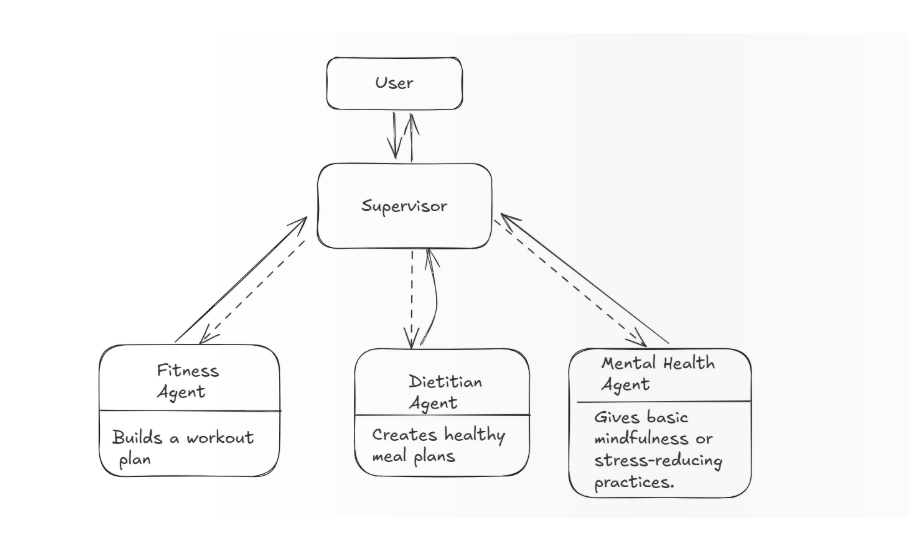 User
Supervisor
Fitness
Agent
Builds a workout
plan
Dietitian
Agent
Creates healthy
meal plans
Mental Health
Agent
Gives basic
mindfulness or
stress-reducing
practices.